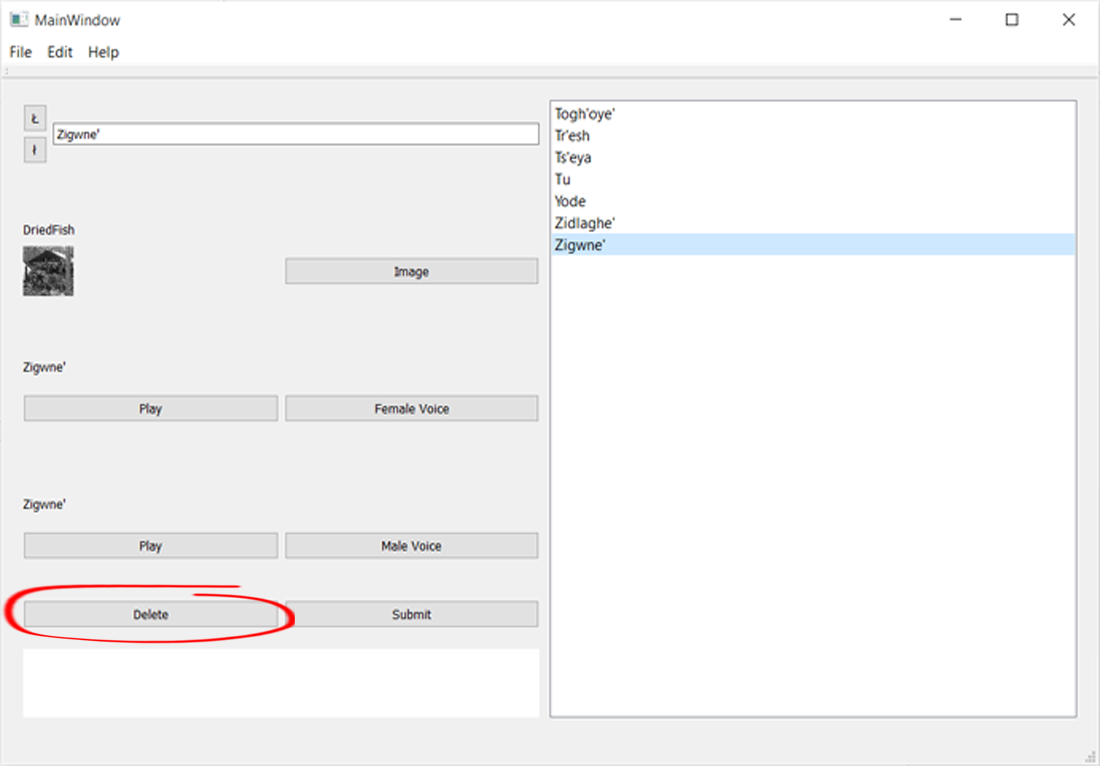 MainWindow
File Edit Help
Ł
ł
Zigwne'
DriedFish
Image
Zigwne'
Play Female Voice
Zigwne'
Play Male Voice
Delete Submit
Togh'oye'
Tr'esh
Ts'eya
Tu
Yode
Zidlaghe'
Zigwne'